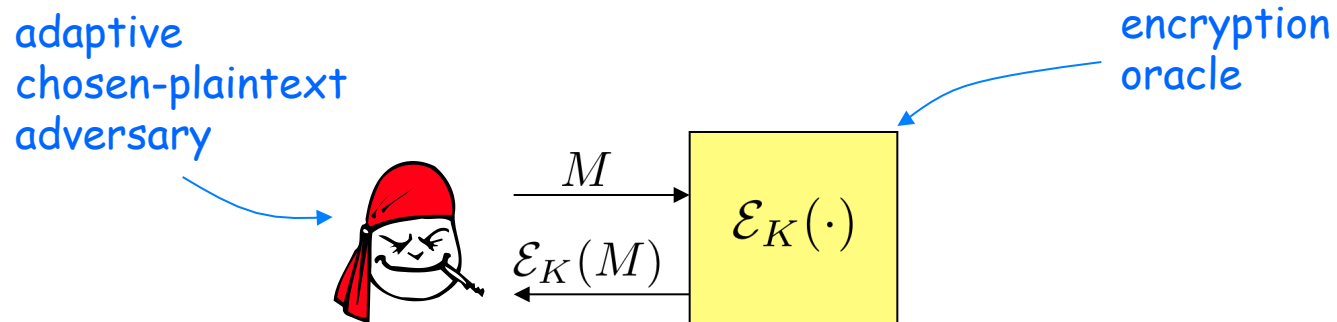 adaptive
chosen-plaintext
adversary
encryption
oracle
M
ℰ_K(·)
ℰ_K(M)